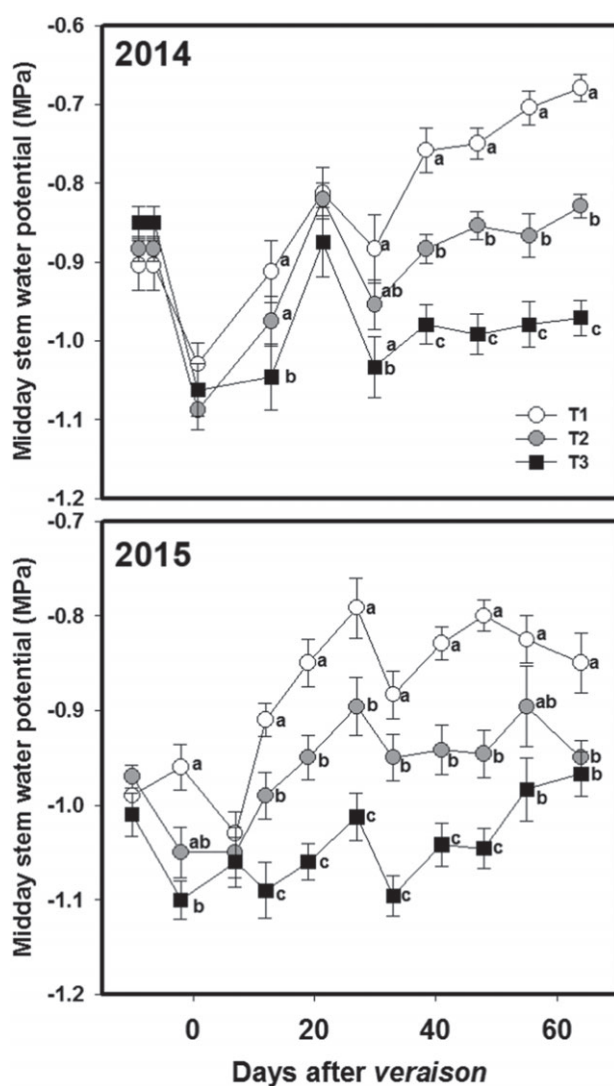 Midday stem water potential (MPa)
-0.6
-0.7
-0.8
-0.9
-1.0
-1.1
-1.2
2014
a
a
a
a
a
a
b
a
ab
b
b
b
b
a
b
c
c
c
c
T1
T2
T3
Midday stem water potential (MPa)
-0.7
-0.8
-0.9
-1.0
-1.1
-1.2
2015
a
a
a
a
a
a
a
a
a
ab
b
b
b
b
b
b
ab
b
b
c
c
c
c
c
c
b
b
0
20
40
60
Days after veraison